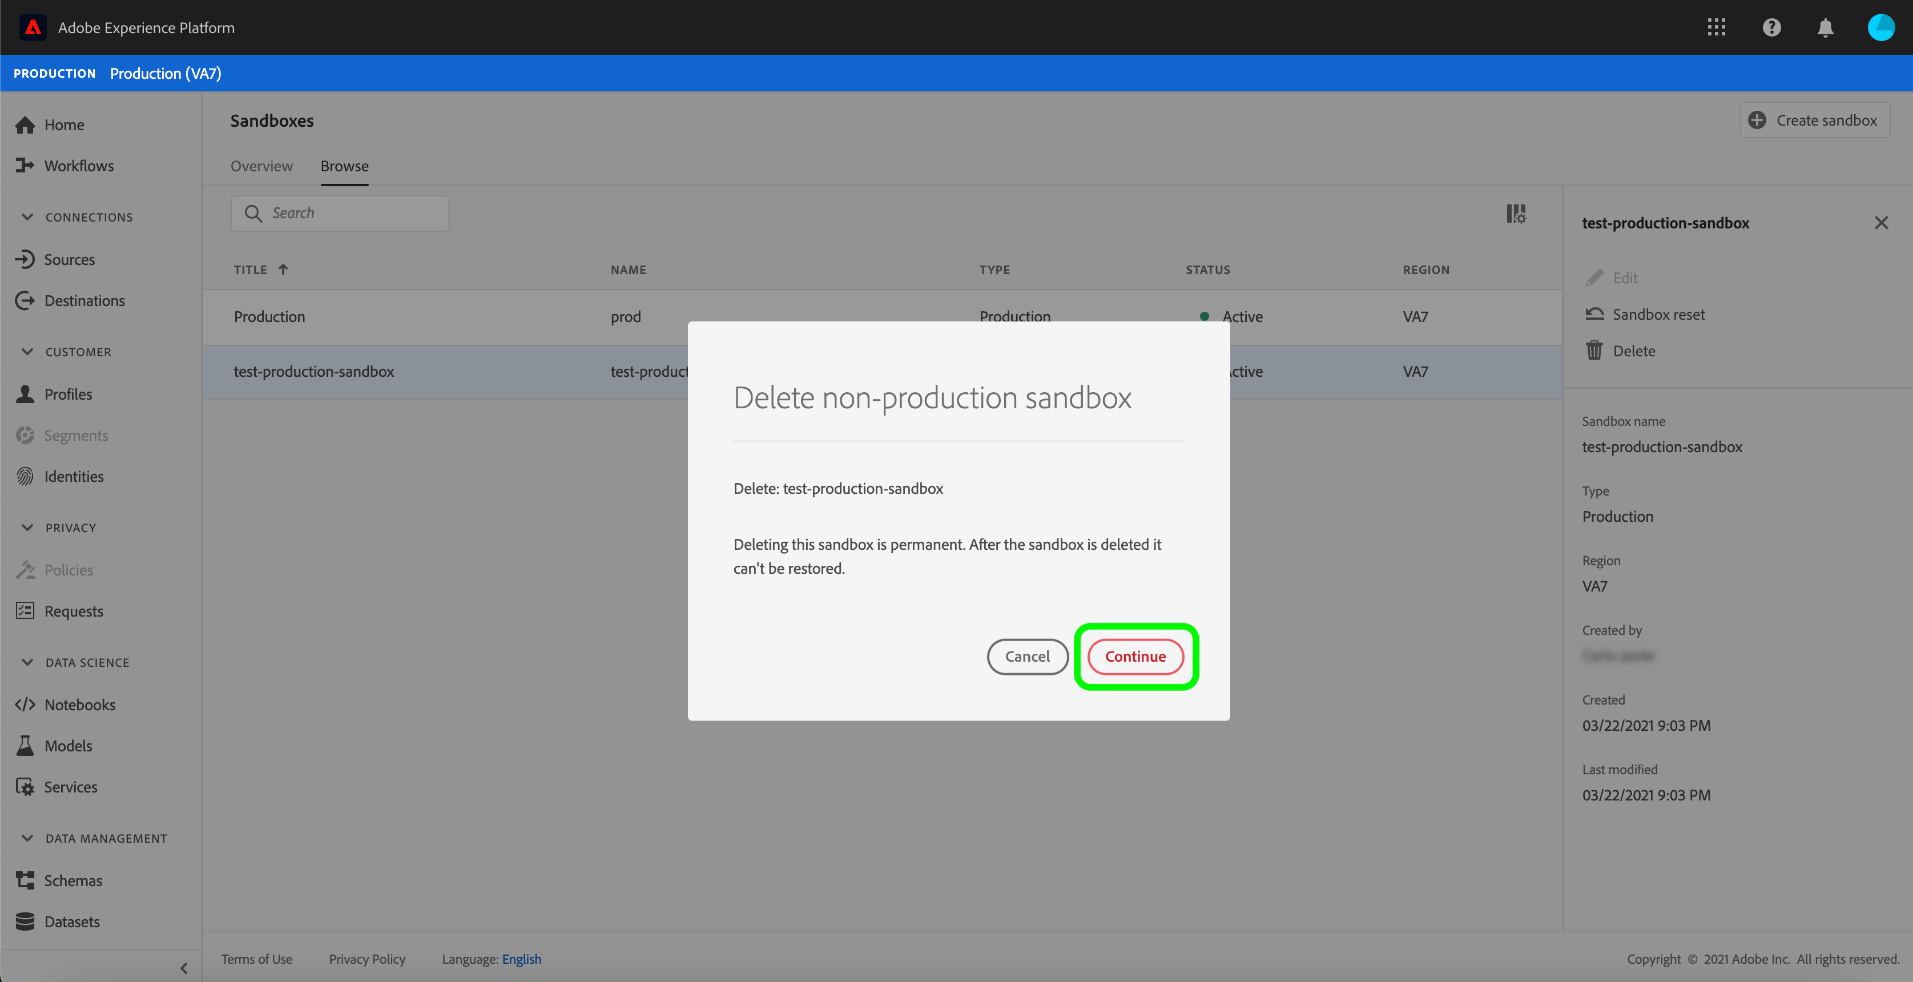 Adobe Experience Platform
PRODUCTION Production (VA7)
Home
Workflows
CONNECTIONS
Sources
Destinations
CUSTOMER
Profiles
Segments
Identities
PRIVACY
Policies
Requests
DATA SCIENCE
Notebooks
Models
Services
DATA MANAGEMENT
Schemas
Datasets
Sandboxes
Create sandbox
Overview Browse
Search
TITLE NAME TYPE STATUS REGION
Production prod Production Active VA7
test-production-sandbox test-product ctive VA7
Delete non-production sandbox
Delete: test-production-sandbox
Deleting this sandbox is permanent. After the sandbox is deleted it
can't be restored.
Cancel Continue
test-production-sandbox
Edit
Sandbox reset
Delete
Sandbox name
test-production-sandbox
Type
Production
Region
VA7
Created by
Created
03/22/2021 9:03 PM
Last modified
03/22/2021 9:03 PM
Terms of Use Privacy Policy Language: English
Copyright © 2021 Adobe Inc. All rights reserved.